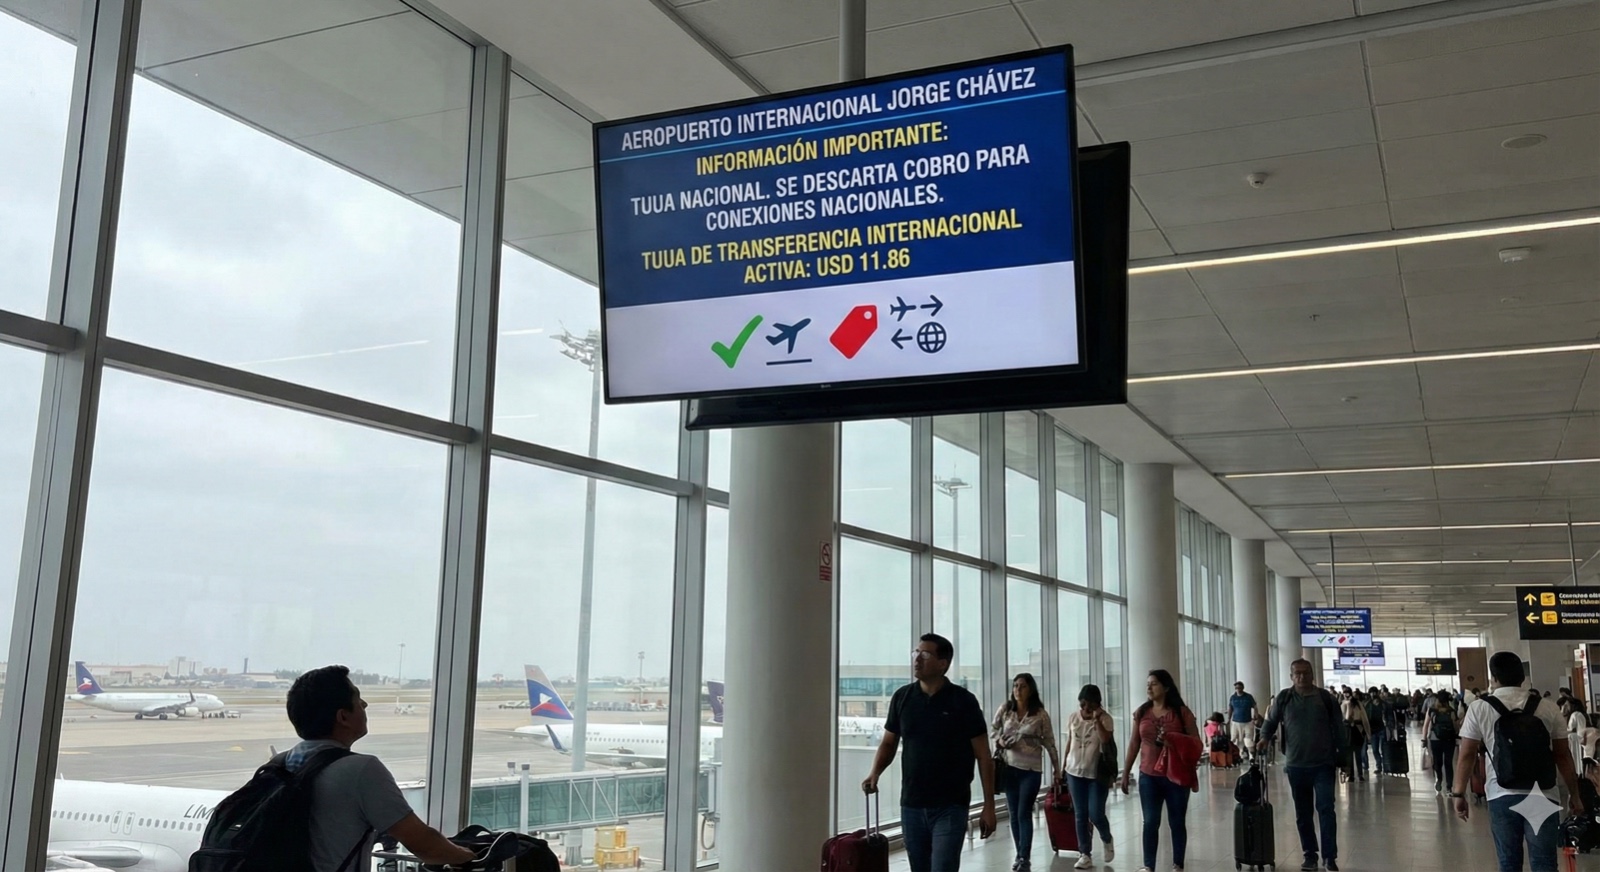 AEROPUERTO INTERNACIONAL JORGE CHÁVEZ
INFORMACIÓN IMPORTANTE:
TUUA NACIONAL. SE DESCARTA COBRO PARA
CONEXIONES NACIONALES.
TUUA DE TRANSFERENCIA INTERNACIONAL
ACTIVA: USD 11.86
LIM